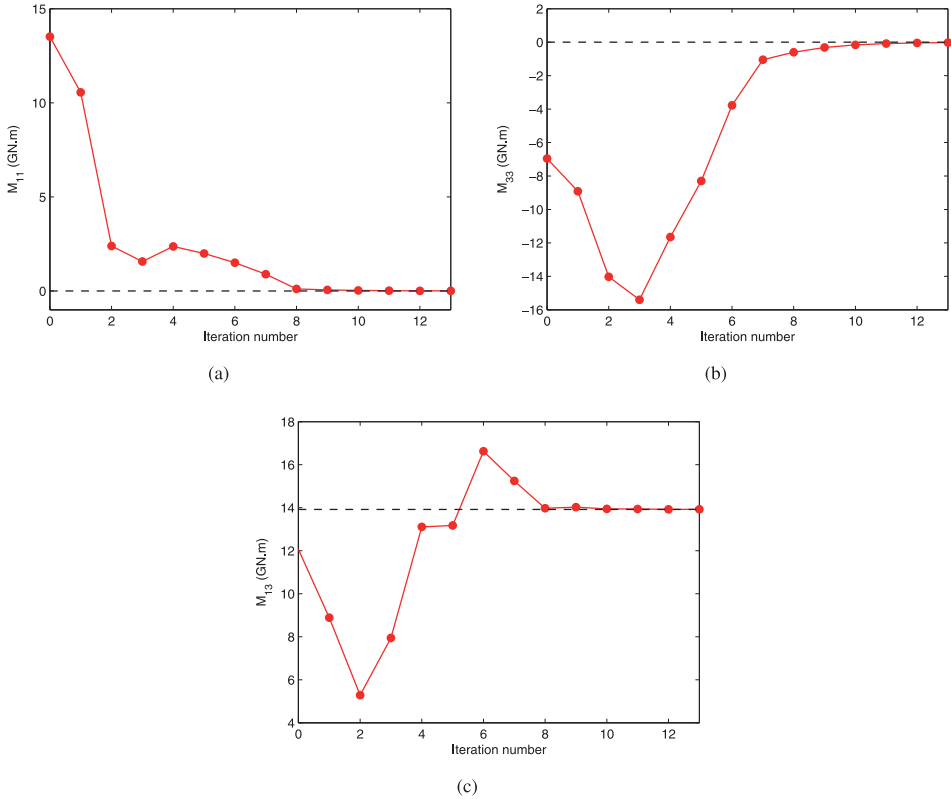 15
10
5
0
M11 (GN.m)
0 2 4 6 8 10 12
Iteration number
(a)
2
0
−2
−4
−6
−8
−10
−12
−14
−16
M33 (GN.m)
0 2 4 6 8 10 12
Iteration number
(b)
18
16
14
12
10
8
6
4
M13 (GN.m)
0 2 4 6 8 10 12
Iteration number
(c)